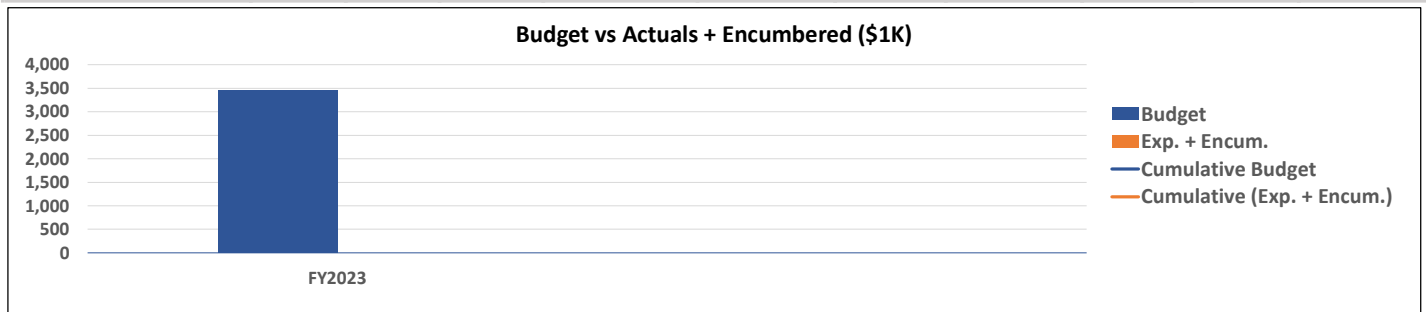 Budget vs Actuals + Encumbered ($1K)
4,000
3,500
3,000
2,500
2,000
1,500
1,000
500
0
FY2023
Budget
Exp. + Encum.
Cumulative Budget
Cumulative (Exp. + Encum.)